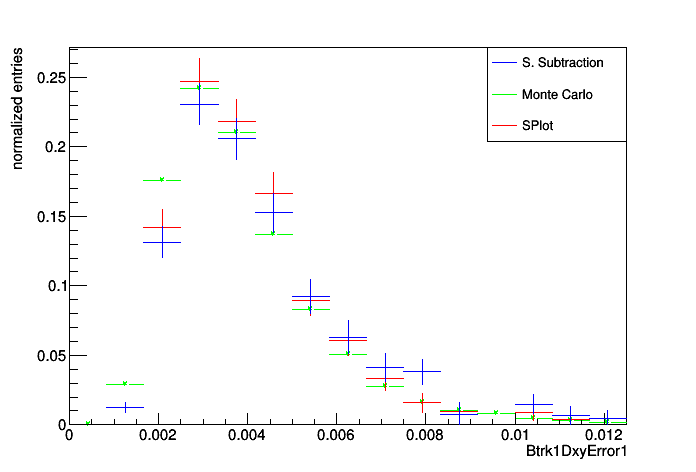 normalized entries
0.25
0.2
0.15
0.1
0.05
0
S. Subtraction
Monte Carlo
SPlot
0 0.002 0.004 0.006 0.008 0.01 0.012
Btrk1DxyError1